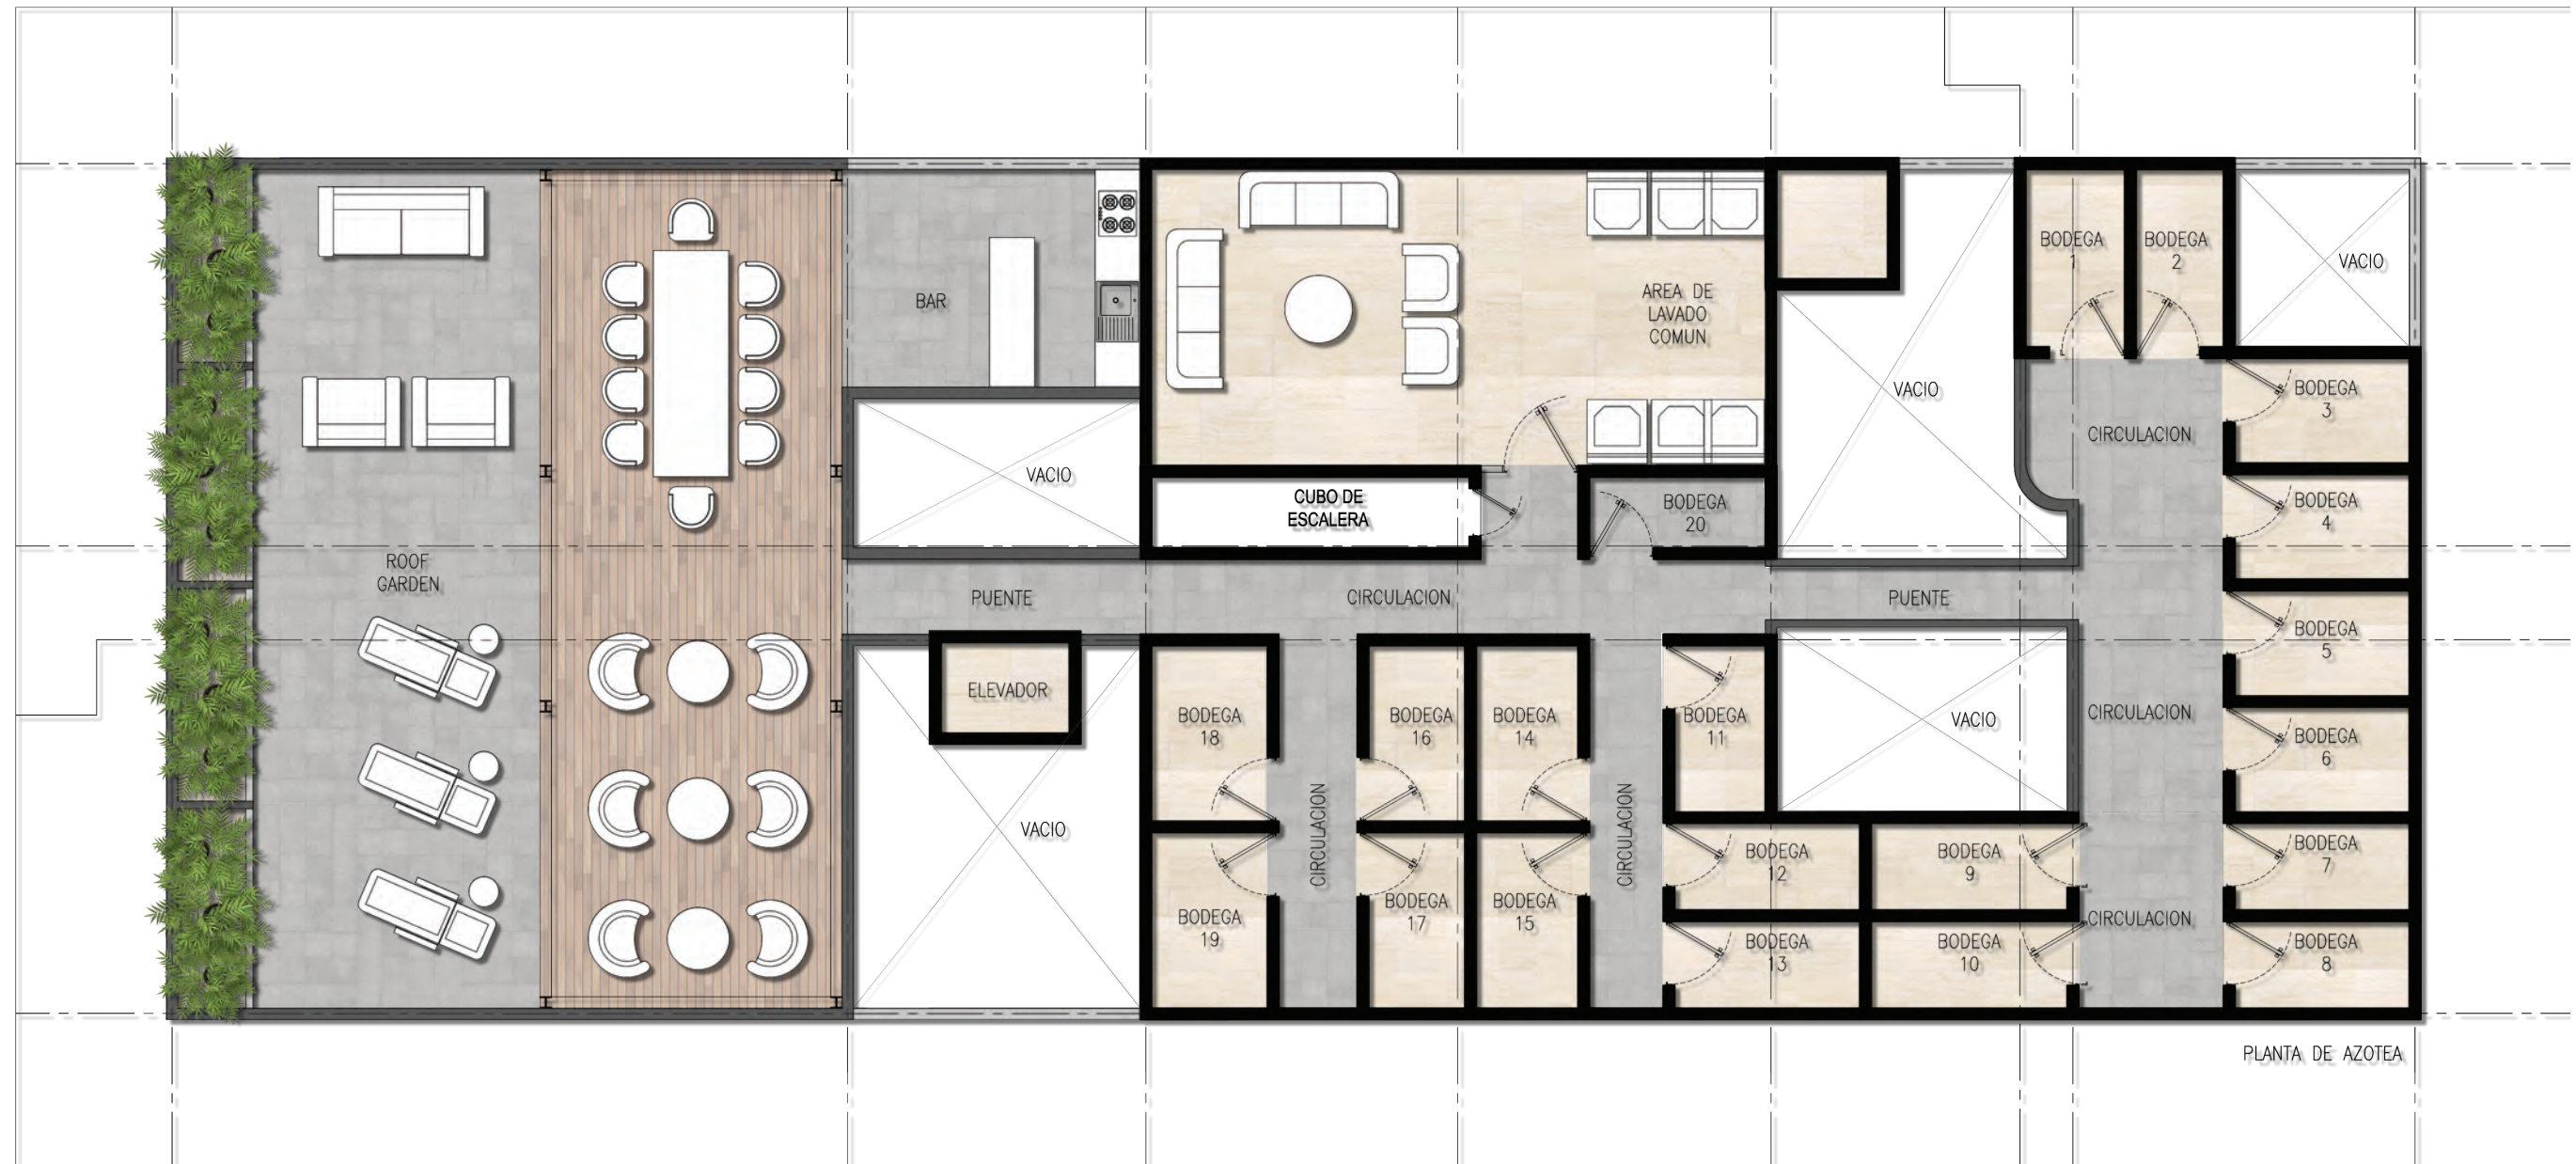 BODEGA
1
BODEGA
2
VACIO
BAR
AREA DE
LAVADO
COMUN
VACIO
BODEGA
3
CIRCULACION
VACIO
CUBO DE
ESCALERA
BODEGA
20
BODEGA
4
ROOF
GARDEN
PUENTE
CIRCULACION
PUENTE
BODEGA
5
ELEVADOR
BODEGA
18
BODEGA
16
BODEGA
14
BODEGA
11
VACIO
CIRCULACION
BODEGA
6
VACIO
CIRCULACION
CIRCULACION
BODEGA
12
BODEGA
9
BODEGA
7
BODEGA
19
BODEGA
17
BODEGA
15
BODEGA
13
BODEGA
10
CIRCULACION
BODEGA
8
PLANTA DE AZOTEA